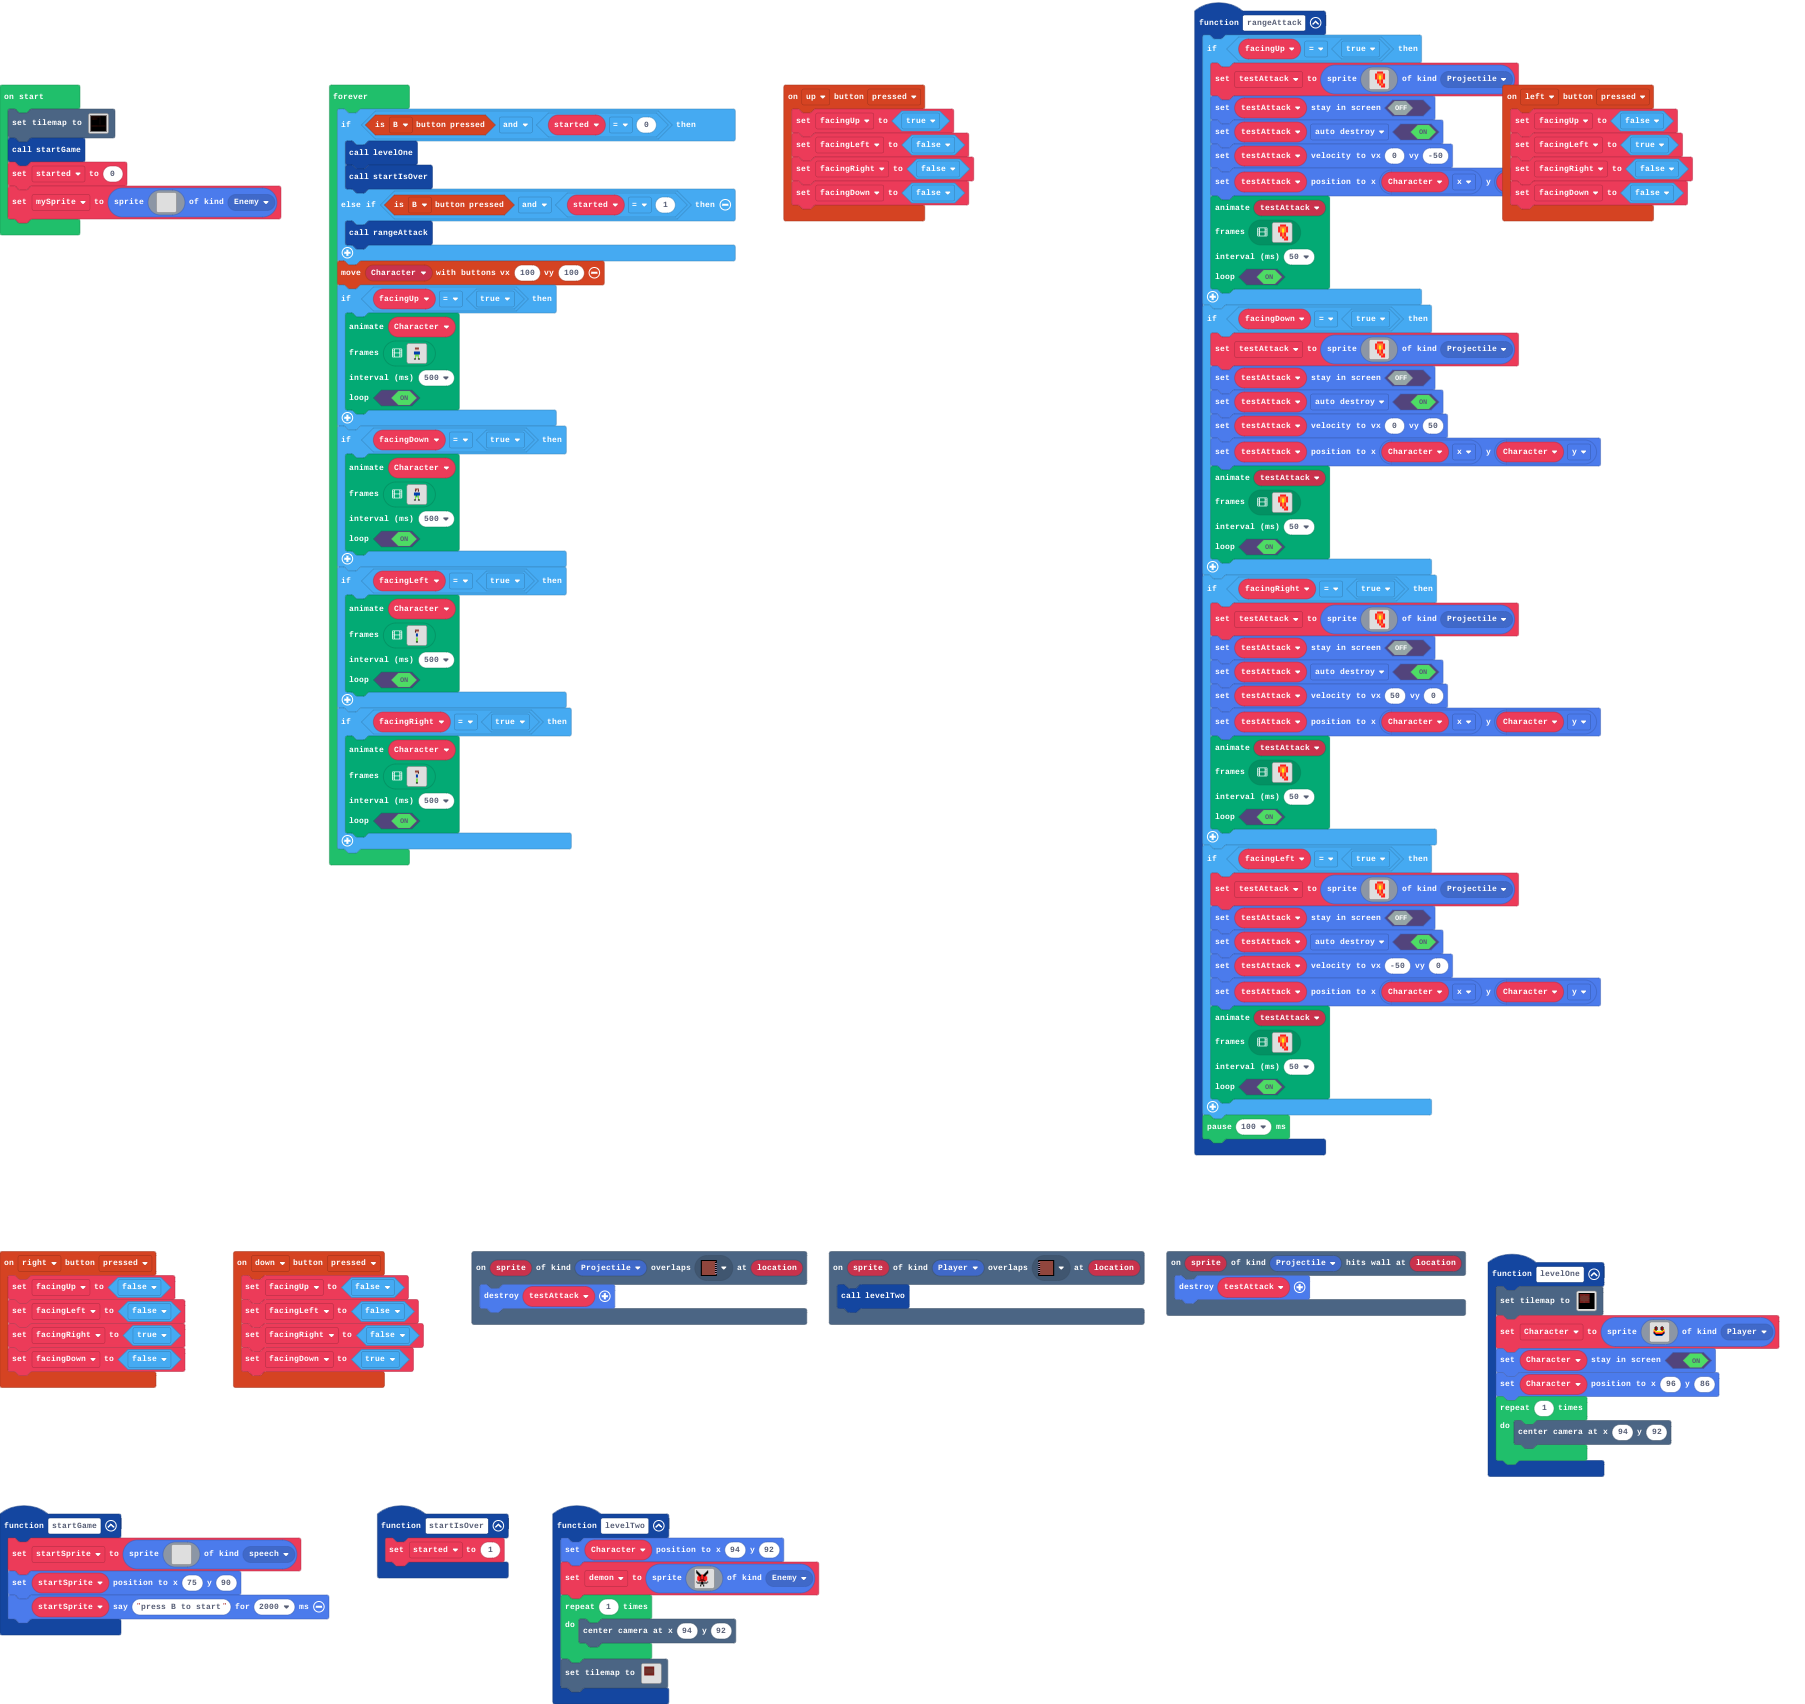 on start
set tilemap to
call startGame
set started to 0
set mySprite to sprite of kind Enemy
forever
if is B button pressed and started = 0 then
call levelOne
call startIsOver
else if is B button pressed and started = 1 then
call rangeAttack
move Character with buttons vx 100 vy 100
if facingUp = true then
animate Character
frames
interval (ms) 500
loop ON
if facingDown = true then
animate Character
frames
interval (ms) 500
loop ON
if facingLeft = true then
animate Character
frames
interval (ms) 500
loop ON
if facingRight = true then
animate Character
frames
interval (ms) 500
loop ON
on up button pressed
set facingUp to true
set facingLeft to false
set facingRight to false
set facingDown to false
function rangeAttack
if facingUp = true then
set testAttack to sprite of kind Projectile
set testAttack stay in screen OFF
set testAttack auto destroy ON
set testAttack velocity to vx 0 vy -50
set testAttack position to x Character x y
animate testAttack
frames
interval (ms) 50
loop ON
if facingDown = true then
set testAttack to sprite of kind Projectile
set testAttack stay in screen OFF
set testAttack auto destroy ON
set testAttack velocity to vx 0 vy 50
set testAttack position to x Character x y Character y
animate testAttack
frames
interval (ms) 50
loop ON
if facingRight = true then
set testAttack to sprite of kind Projectile
set testAttack stay in screen OFF
set testAttack auto destroy ON
set testAttack velocity to vx 50 vy 0
set testAttack position to x Character x y Character y
animate testAttack
frames
interval (ms) 50
loop ON
if facingLeft = true then
set testAttack to sprite of kind Projectile
set testAttack stay in screen OFF
set testAttack auto destroy ON
set testAttack velocity to vx -50 vy 0
set testAttack position to x Character x y Character y
animate testAttack
frames
interval (ms) 50
loop ON
pause 100 ms
on left button pressed
set facingUp to false
set facingLeft to true
set facingRight to false
set facingDown to false
on right button pressed
set facingUp to false
set facingLeft to false
set facingRight to true
set facingDown to false
on down button pressed
set facingUp to false
set facingLeft to false
set facingRight to false
set facingDown to true
on sprite of kind Projectile overlaps at location
destroy testAttack
on sprite of kind Player overlaps at location
call levelTwo
on sprite of kind Projectile hits wall at location
destroy testAttack
function levelOne
set tilemap to
set Character to sprite of kind Player
set Character stay in screen ON
set Character position to x 96 y 86
repeat 1 times
do center camera at x 94 y 92
function startGame
set startSprite to sprite of kind speech
set startSprite position to x 75 y 90
startSprite say "press B to start" for 2000 ms
function startIsOver
set started to 1
function levelTwo
set Character position to x 94 y 92
set demon to sprite of kind Enemy
repeat 1 times
do center camera at x 94 y 92
set tilemap to